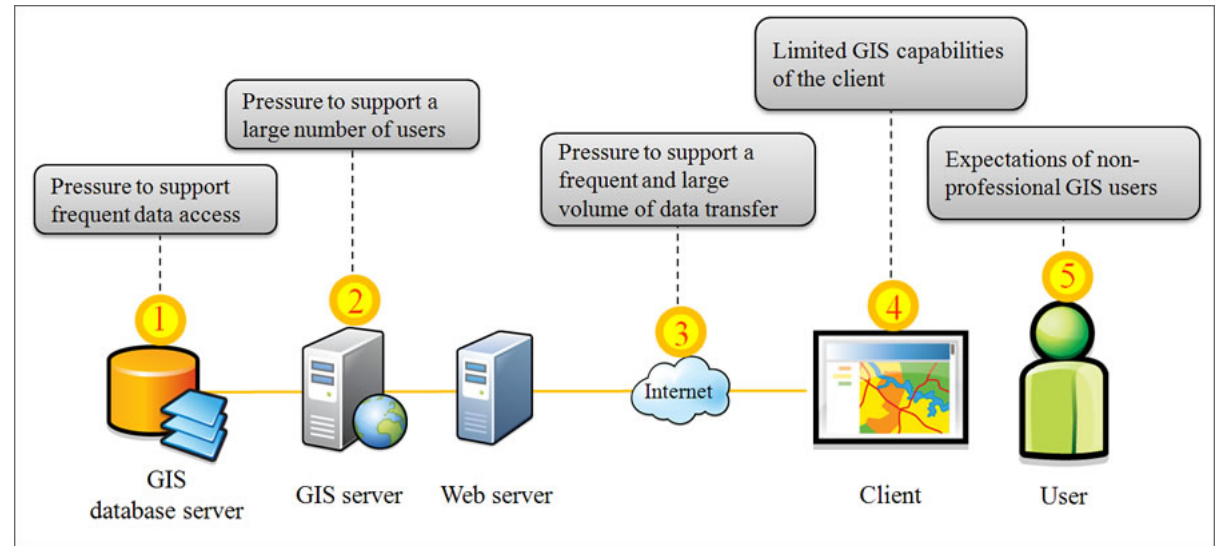 Limited GIS capabilities
of the client
Pressure to support a
large number of users
Expectations of non-
professional GIS users
Pressure to support a
frequent and large
volume of data transfer
Pressure to support
frequent data access
1
2
3
4
5
Internet
GIS
database server
GIS server
Web server
Client
User